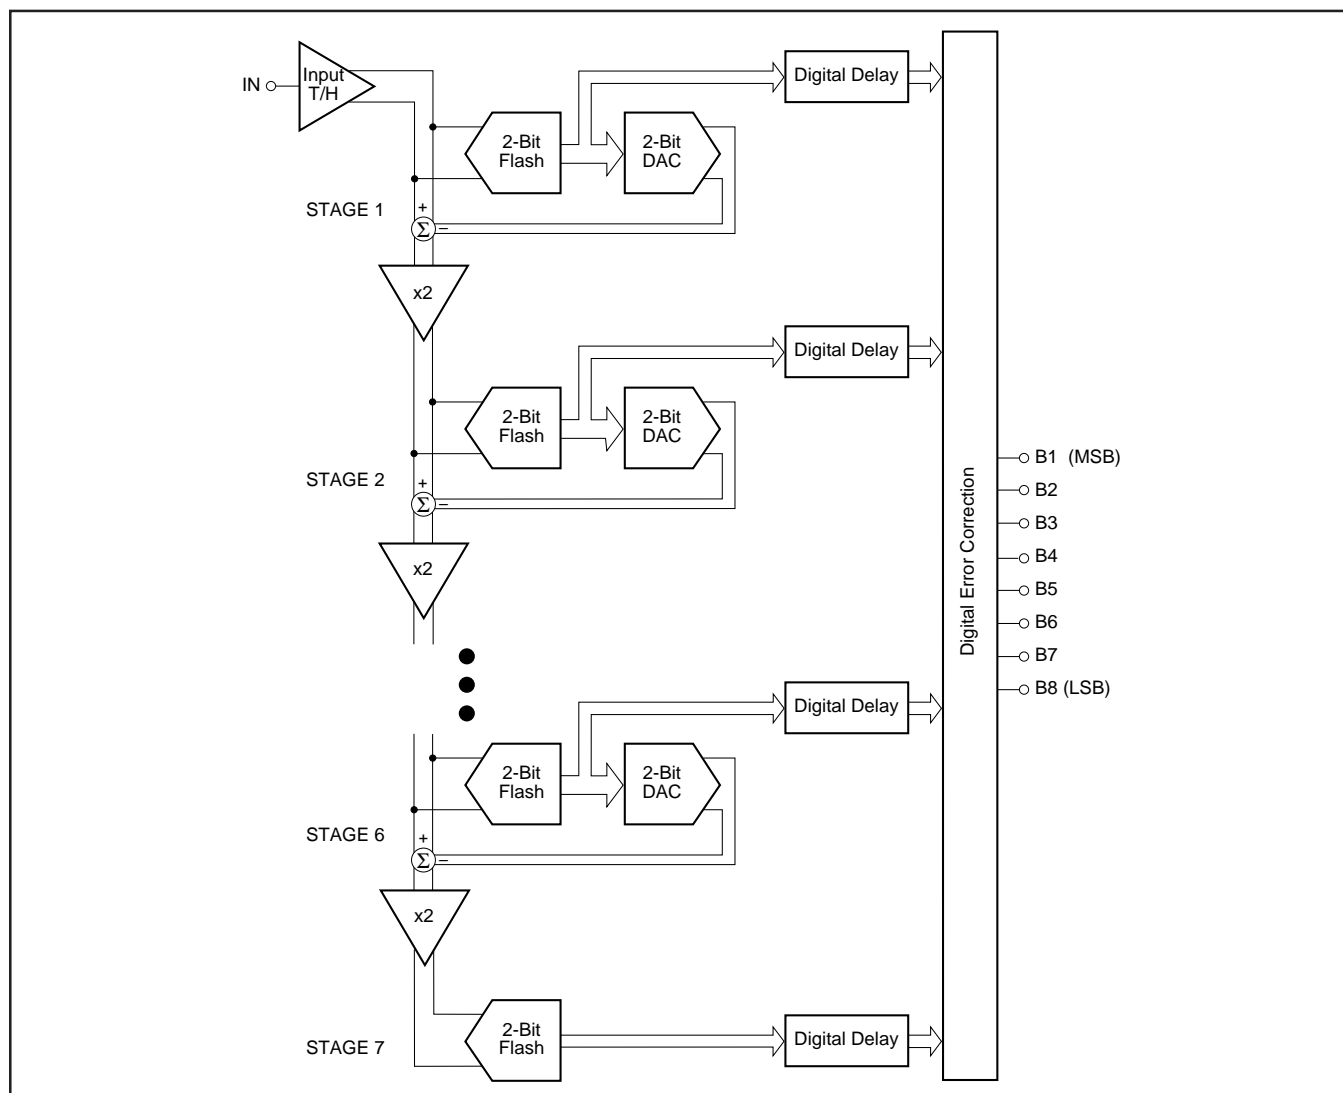 IN
Input
T/H
2-Bit
Flash
2-Bit
DAC
Digital Delay
STAGE 1
+
Σ
–
x2
2-Bit
Flash
2-Bit
DAC
Digital Delay
STAGE 2
+
Σ
–
x2
2-Bit
Flash
2-Bit
DAC
Digital Delay
STAGE 6
+
Σ
–
x2
2-Bit
Flash
Digital Delay
STAGE 7
Digital Error Correction
B1 (MSB)
B2
B3
B4
B5
B6
B7
B8 (LSB)